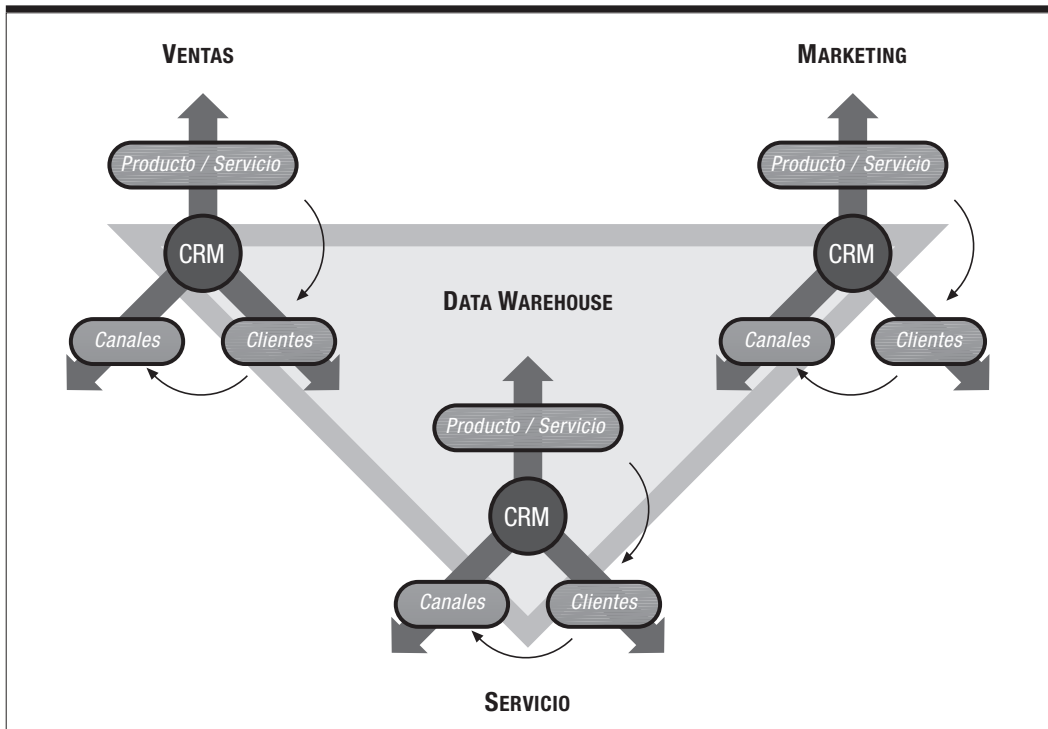 VENTAS
MARKETING
Producto / Servicio
Producto / Servicio
CRM
CRM
DATA WAREHOUSE
Canales
Clientes
Canales
Clientes
Producto / Servicio
CRM
Canales
Clientes
SERVICIO